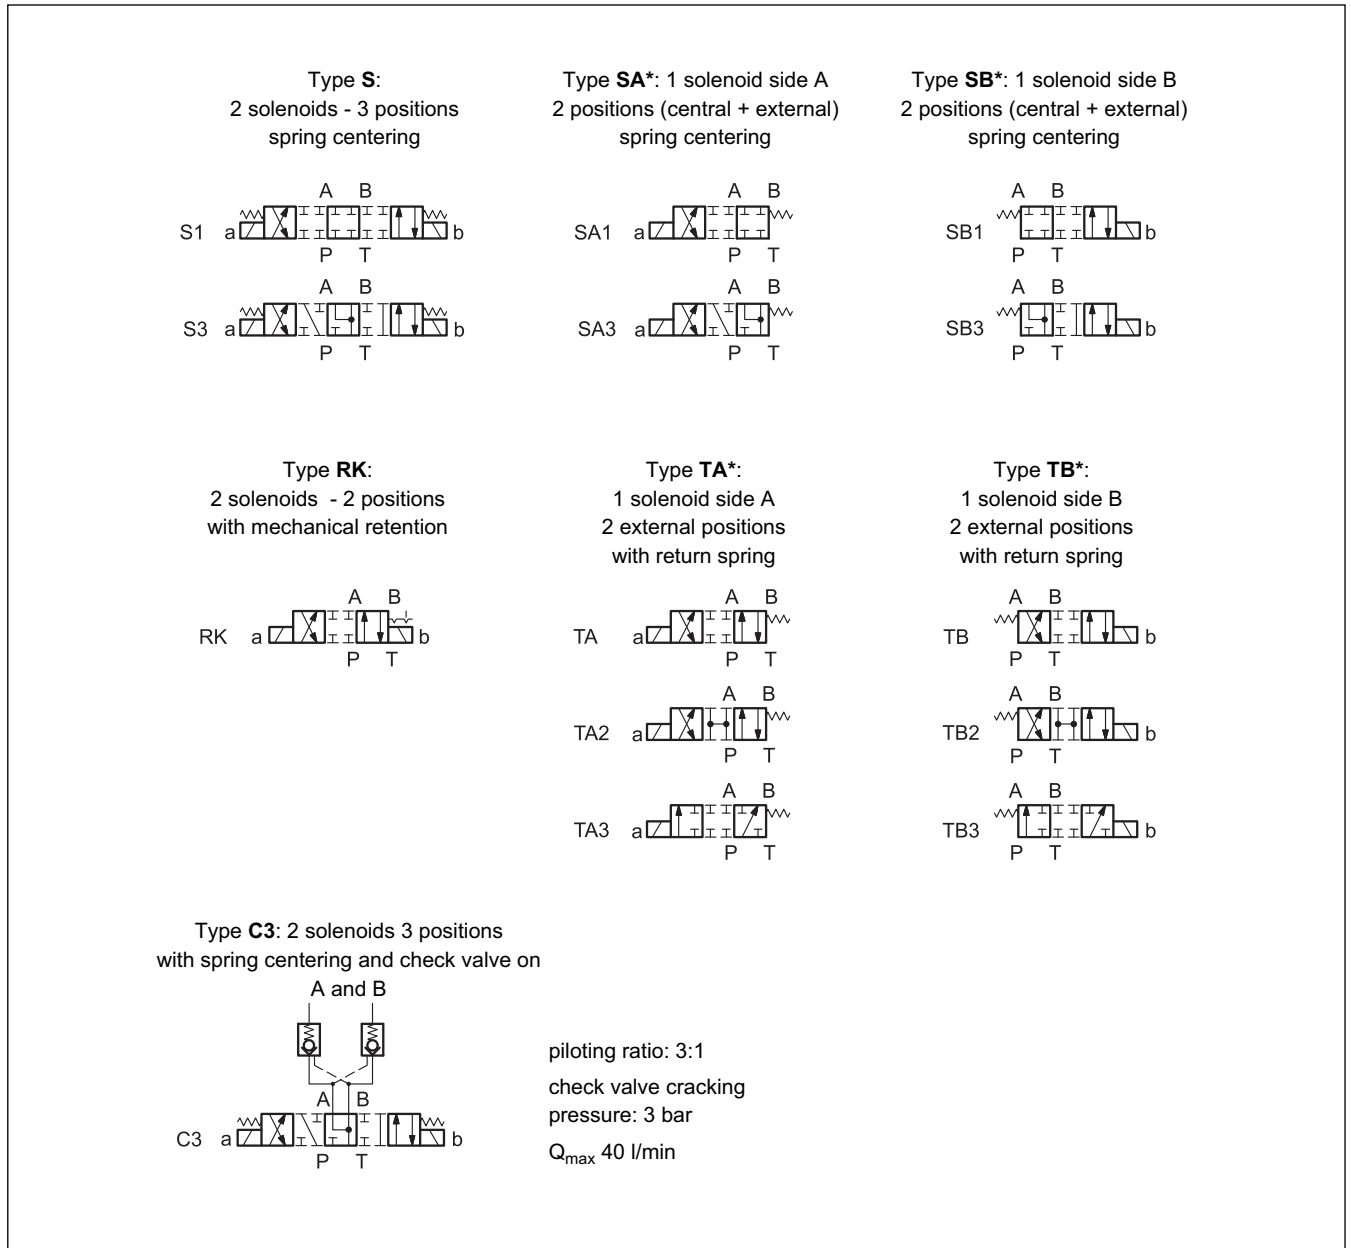 Type S:
2 solenoids - 3 positions
spring centering
A B
S1 a b
P T
A B
S3 a b
P T
Type SA*: 1 solenoid side A
2 positions (central + external)
spring centering
A B
SA1 a
P T
A B
SA3 a
P T
Type SB*: 1 solenoid side B
2 positions (central + external)
spring centering
A B
SB1 b
P T
A B
SB3 b
P T
Type RK:
2 solenoids - 2 positions
with mechanical retention
A B
RK a b
P T
Type TA*:
1 solenoid side A
2 external positions
with return spring
A B
TA a
P T
A B
TA2 a
P T
A B
TA3 a
P T
Type TB*:
1 solenoid side B
2 external positions
with return spring
A B
TB b
P T
A B
TB2 b
P T
A B
TB3 b
P T
Type C3: 2 solenoids 3 positions
with spring centering and check valve on
A and B
A B
C3 a b
P T
piloting ratio: 3:1
check valve cracking
pressure: 3 bar
Qmax 40 l/min